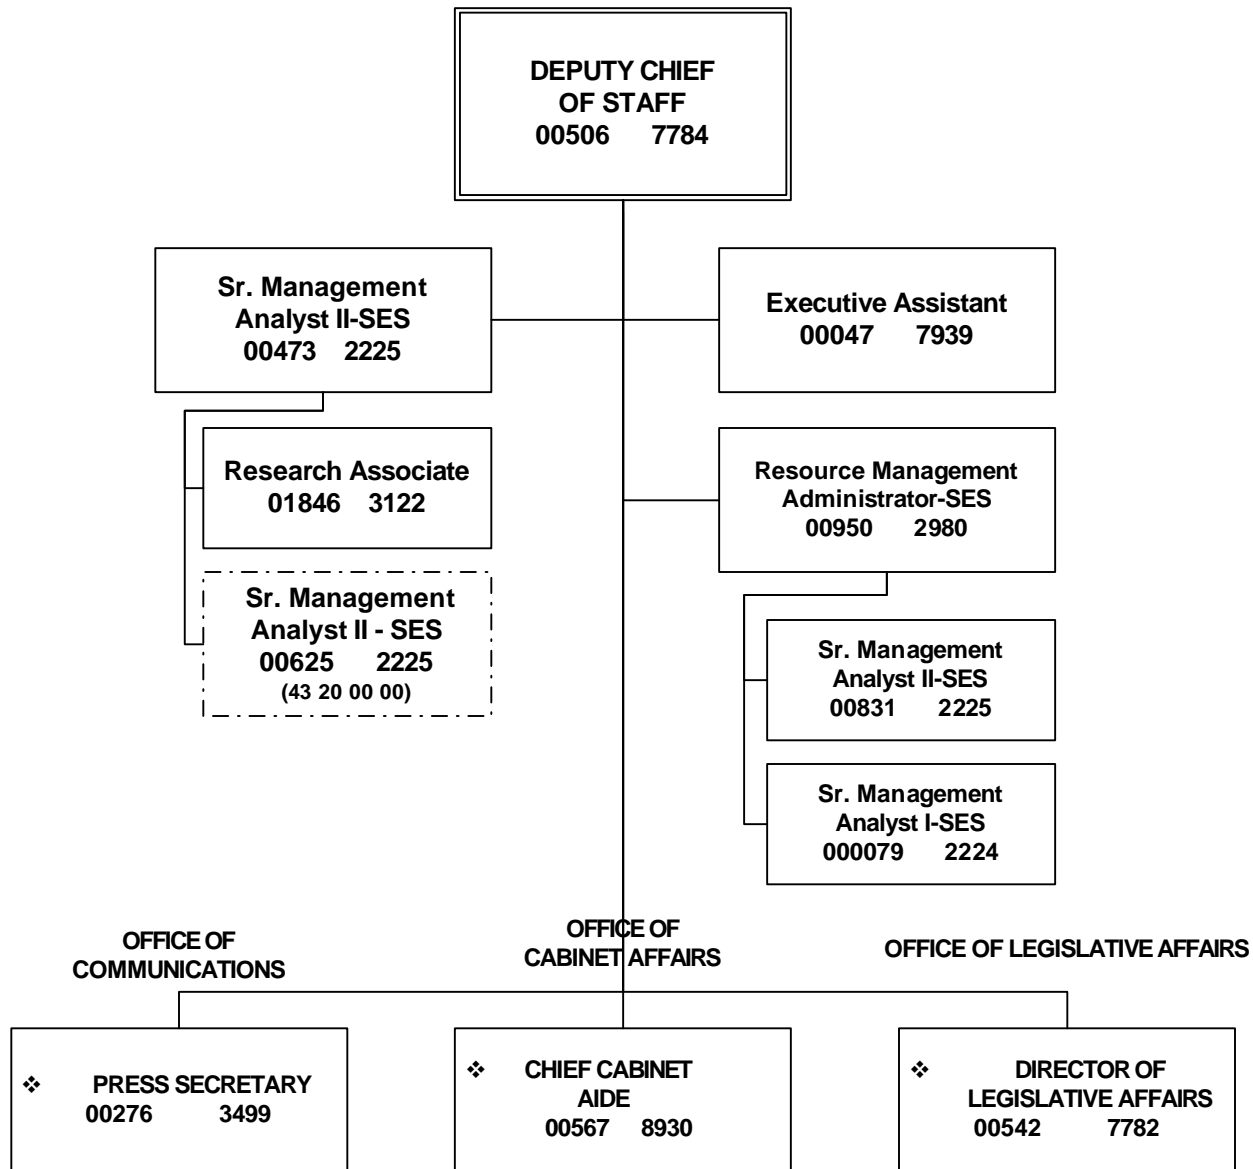 DEPUTY CHIEF
OF STAFF
00506 7784
Sr. Management
Analyst II-SES
00473 2225
Executive Assistant
00047 7939
Research Associate
01846 3122
Sr. Management
Analyst II - SES
00625 2225
(43 20 00 00)
Resource Management
Administrator-SES
00950 2980
Sr. Management
Analyst II-SES
00831 2225
Sr. Management
Analyst I-SES
000079 2224
OFFICE OF
COMMUNICATIONS
OFFICE OF
CABINET AFFAIRS
OFFICE OF LEGISLATIVE AFFAIRS
❖ PRESS SECRETARY
00276 3499
❖ CHIEF CABINET
AIDE
00567 8930
❖ DIRECTOR OF
LEGISLATIVE AFFAIRS
00542 7782